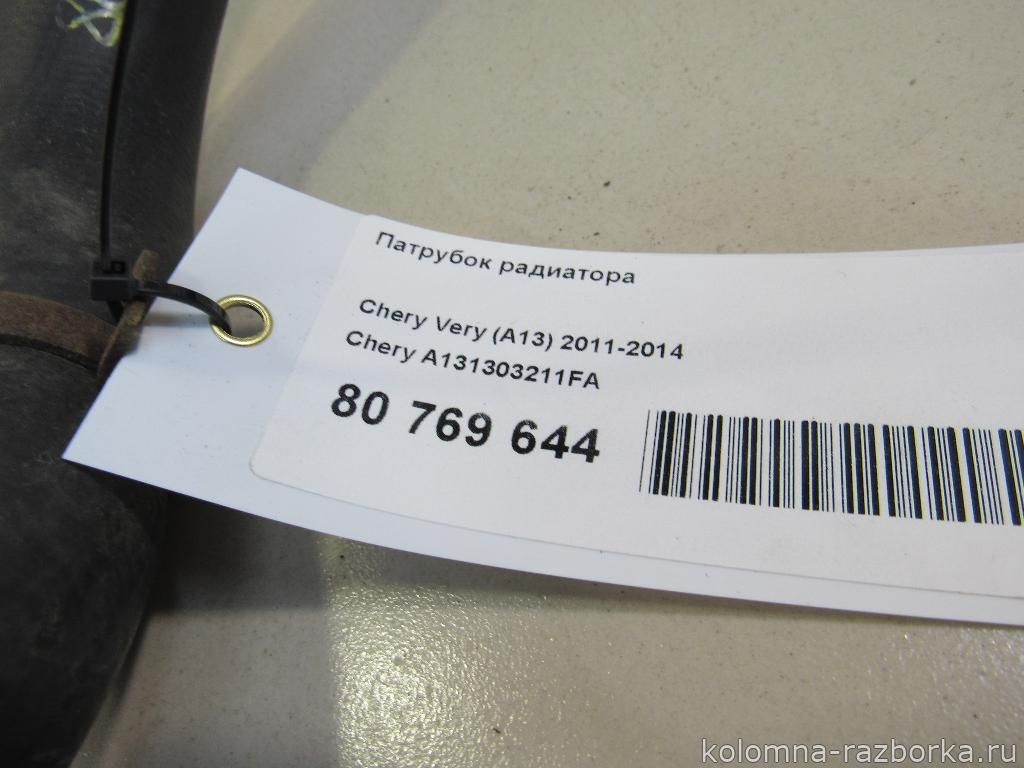 Патрубок радиатора
Chery Very (A13) 2011-2014
Chery A131303211FA
80 769 644
kolomna-razborka.ru